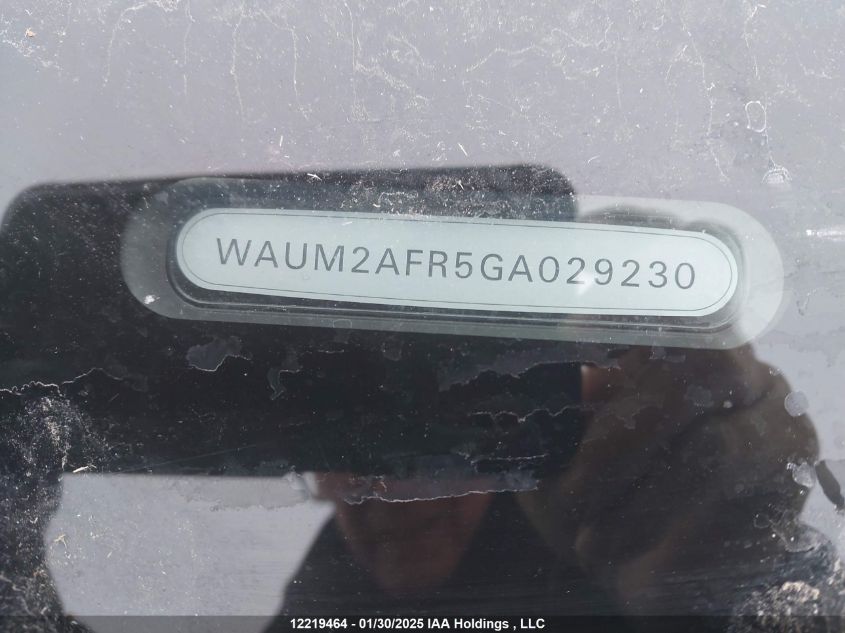 WAUM2AFR5GA029230
12219464 - 01/30/2025 IAA Holdings , LLC